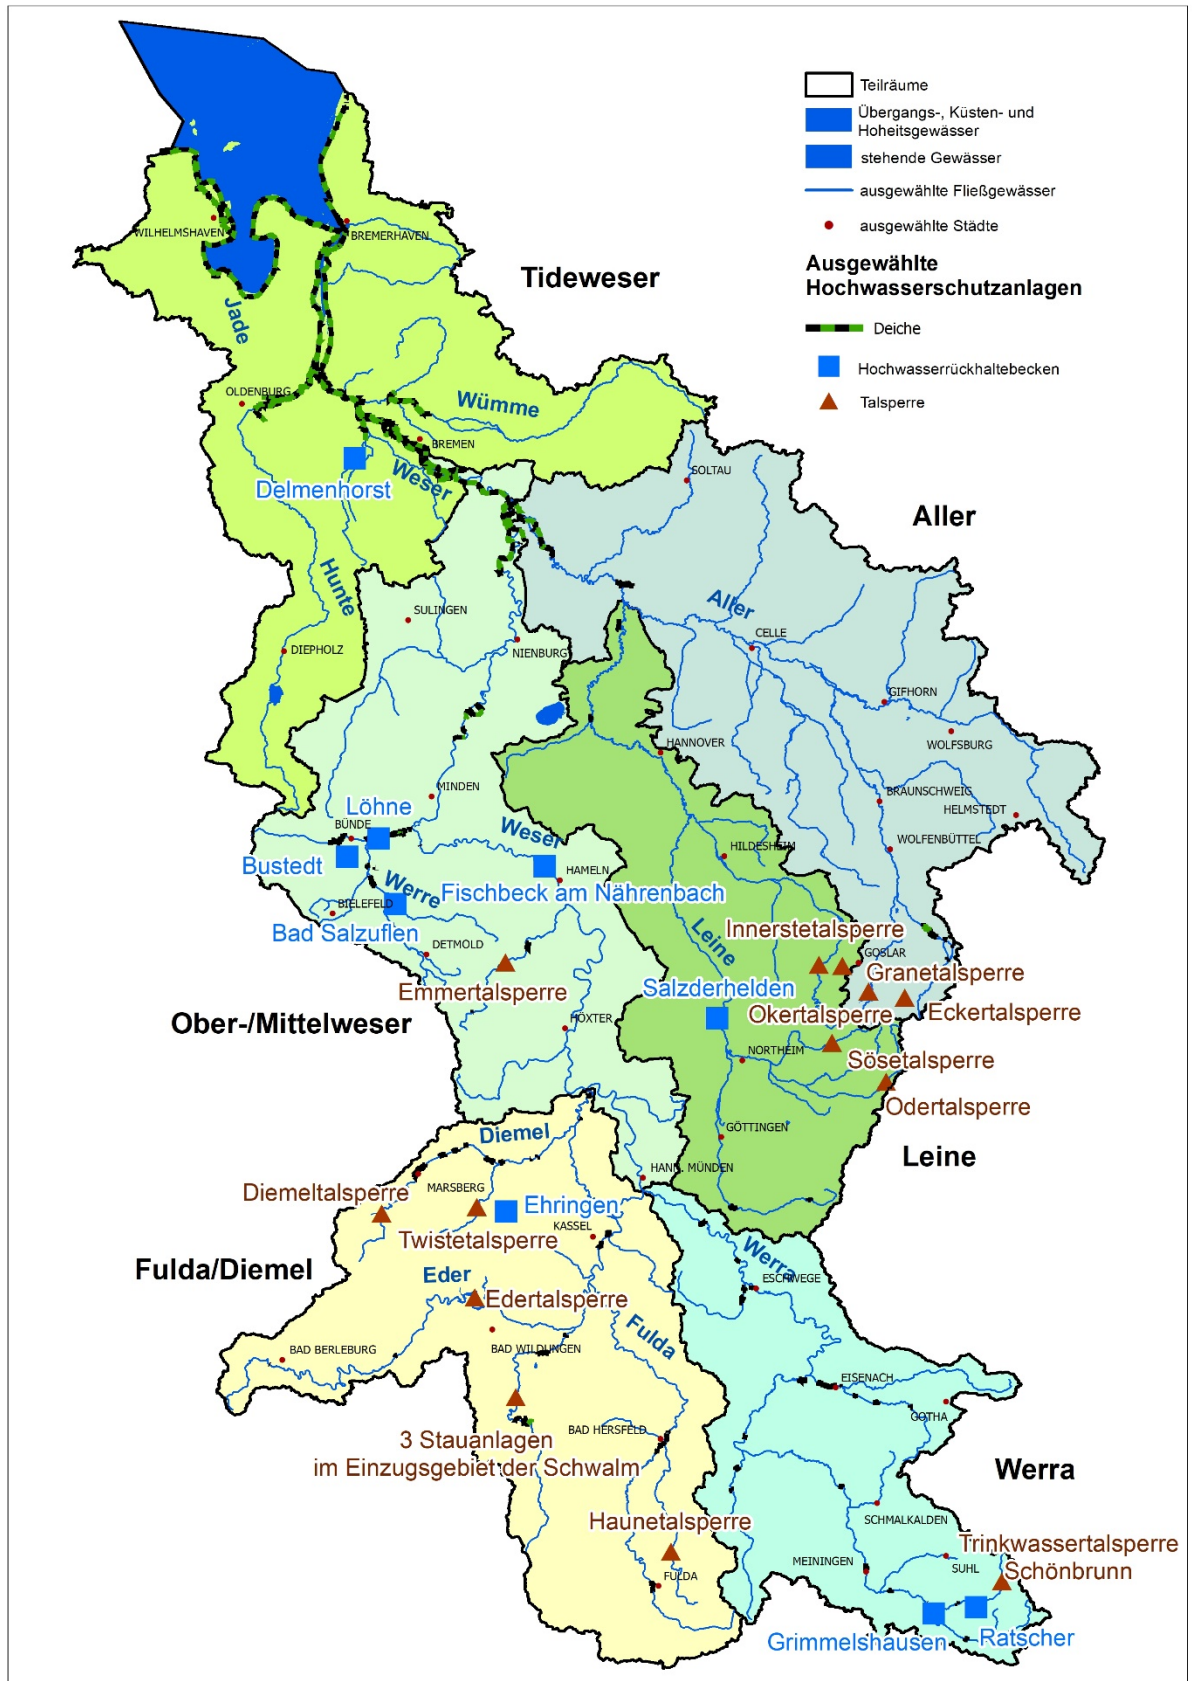 Teilräume
Übergangs-, Küsten- und
Hoheitsgewässer
stehende Gewässer
ausgewählte Fließgewässer
ausgewählte Städte
Ausgewählte
Hochwasserschutzanlagen
Deiche
Hochwasserrückhaltebecken
Talsperre
WILHELMSHAVEN
BREMERHAVEN
Tideweser
Jade
OLDENBURG
Wümme
BREMEN
Weser
Delmenhorst
SOLTAU
Aller
Hunte
Aller
SULINGEN
CELLE
DIEPHOLZ
NIENBURG
GIFHORN
HANNOVER
WOLFSBURG
MINDEN
BRAUNSCHWEIG
HELMSTEDT
Löhne
BÜNDE
Weser
WOLFENBÜTTEL
HILDESHEIM
Bustedt
HAMELN
Werre
Fischbeck am Nährenbach
BIELEFELD
Bad Salzuflen
DETMOLD
Leine
Innerstetalsperre
GOSLAR
Granetalsperre
Emmertalsperre
Salzderhelden
Okertalsperre
Eckertalsperre
Ober-/Mittelweser
HÖXTER
NORTHEIM
Sösetalsperre
Odertalsperre
Diemel
GÖTTINGEN
Leine
HANN. MÜNDEN
Diemeltalsperre
MARSBERG
Ehringen
KASSEL
Twistetalsperre
Werra
Fulda/Diemel
Eder
ESCHWEGE
Edertalsperre
Fulda
BAD BERLEBURG
BAD WILDUNGEN
EISENACH
GOTHA
BAD HERSFELD
3 Stauanlagen
im Einzugsgebiet der Schwalm
Werra
Haunetalsperre
SCHMALKALDEN
Trinkwassertalsperre
Schönbrunn
MEININGEN
SUHL
FULDA
Grimmelshausen
Ratscher